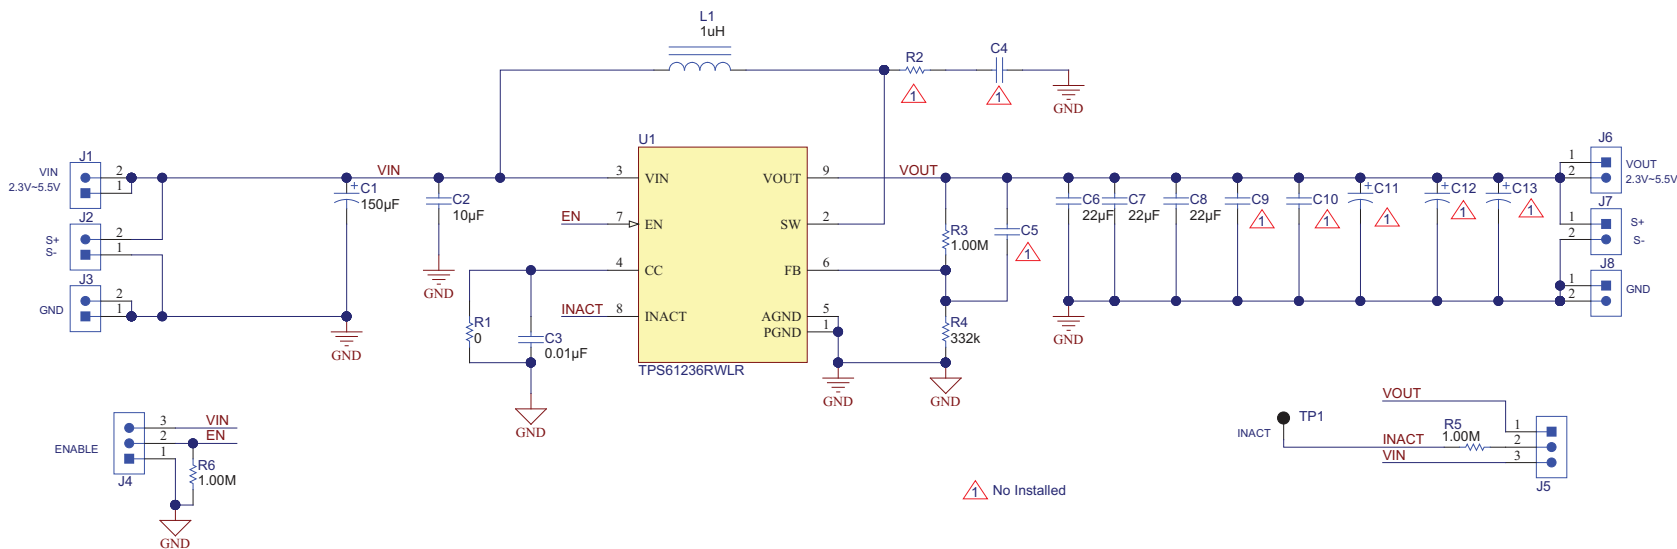 L1
1uH
R2
1
C4
1
GND
U1
J1
VIN
2.3V~5.5V
2
1
VIN
C1
150µF
C2
10µF
3
VIN
VOUT
9
VOUT
EN
7
EN
SW
2
4
CC
FB
6
INACT
8
INACT
AGND
5
PGND
1
TPS61236RWLR
J2
S+
S-
2
1
J3
GND
2
1
GND
GND
R1
0
C3
0.01µF
GND
GND
R3
1.00M
C5
1
R4
332k
GND
C6
22µF
C7
22µF
C8
22µF
C9
1
C10
1
C11
1
C12
1
C13
1
GND
J6
1
2
VOUT
2.3V~5.5V
J7
1
2
S+
S-
J8
1
2
GND
ENABLE
3
2
1
VIN
EN
R6
1.00M
J4
GND
1 No Installed
TP1
INACT
VOUT
INACT
VIN
R5
1.00M
1
2
3
J5